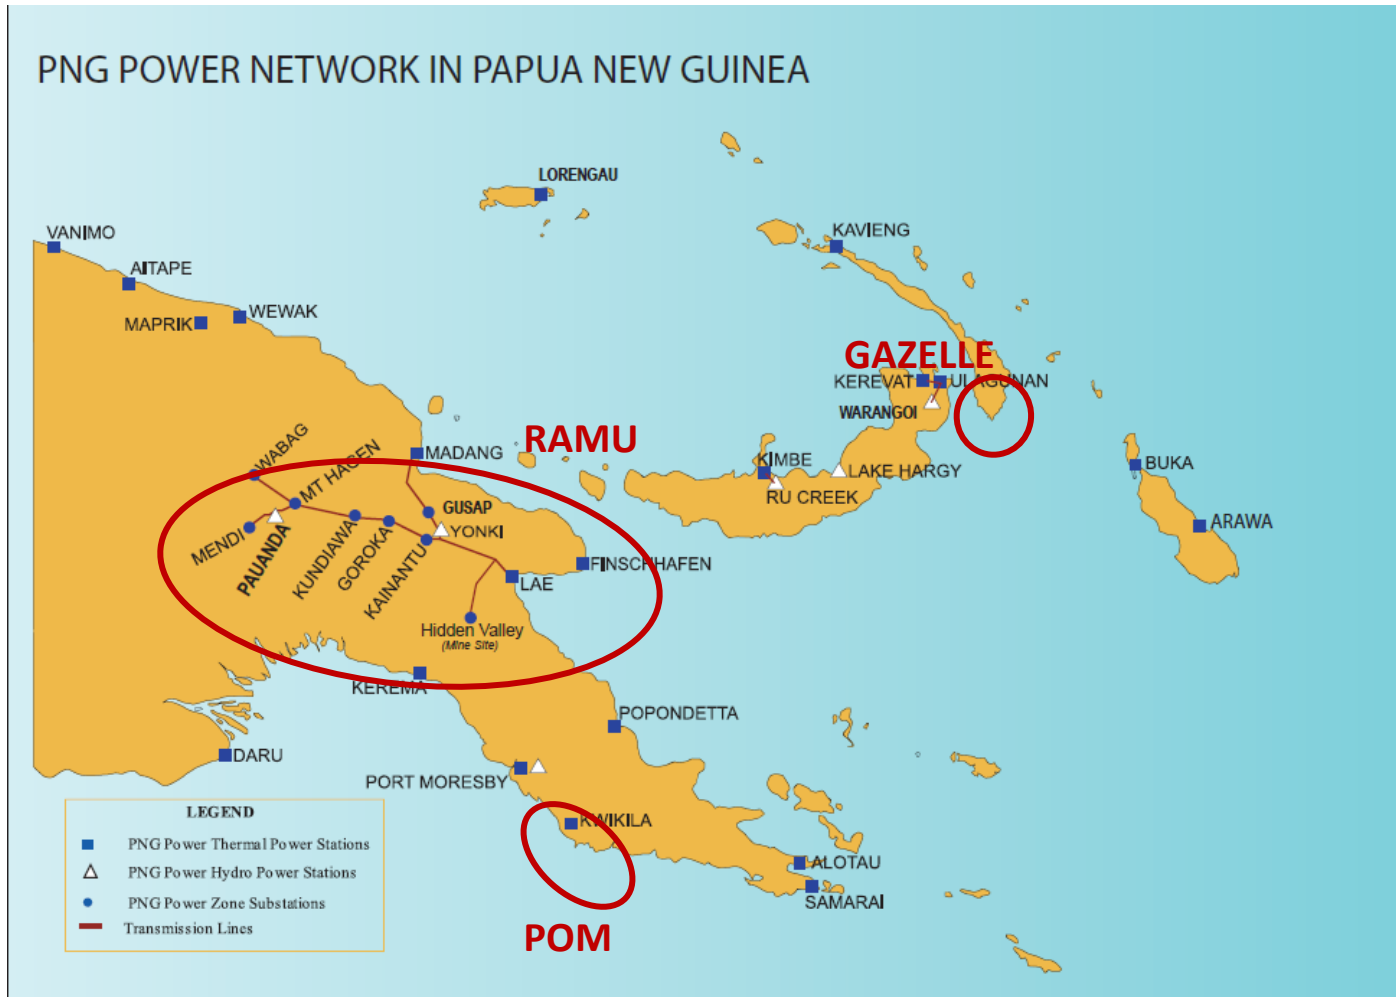 PNG POWER NETWORK IN PAPUA NEW GUINEA
LORENGAU
VANIMO
KAVIENG
AITAPE
WEWAK
MAPRIK
GAZELLE
KEREVAT
ULAGUNAN
WARANGOI
RAMU
WABAG
MT HAGEN
MADANG
KIMBE
LAKE HARGY
BUKA
RU CREEK
GUSAP
YONKI
ARAWA
MENDI
PAUANDA
KUNDIAWA
GOROKA
KAINANTU
FINSCHHAFEN
LAE
Hidden Valley
(Mine Site)
KEREMA
POPONDETTA
DARU
PORT MORESBY
KWIKILA
ALOTAU
SAMARAI
POM
LEGEND
PNG Power Thermal Power Stations
PNG Power Hydro Power Stations
PNG Power Zone Substations
Transmission Lines